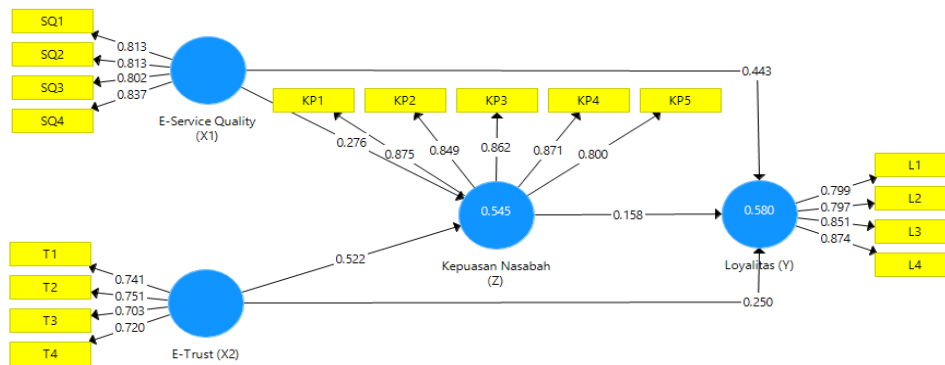 SQ1
SQ2
SQ3
SQ4
0.813
0.813
0.802
0.837
E-Service Quality
(X1)
0.443
KP1
KP2
KP3
KP4
KP5
0.276
0.875
0.849
0.862
0.871
0.800
0.545
Kepuasan Nasabah
(Z)
0.158
0.580
Loyalitas (Y)
0.799
0.797
0.851
0.874
L1
L2
L3
L4
T1
T2
T3
T4
0.741
0.751
0.703
0.720
0.522
0.250
E-Trust (X2)